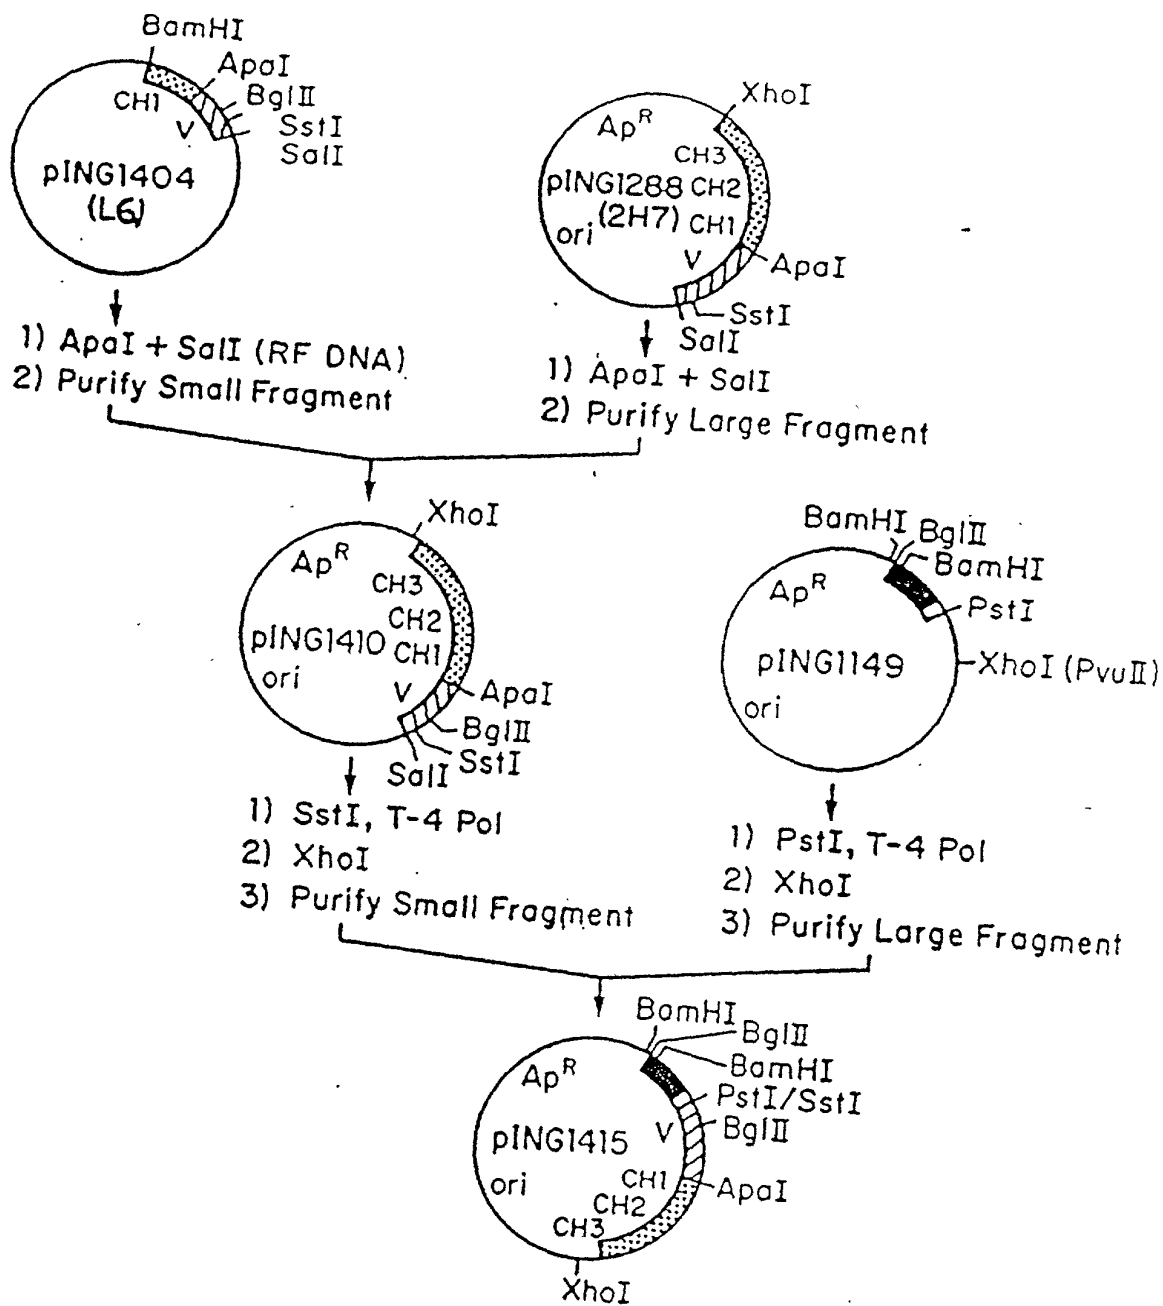 BamHI
ApaI
BglII
SstI
SalI
CH1
V
pING1404
(L6)
XhoI
Ap^R
CH3
pING1288 CH2
(2H7) CH1
ori
V
ApaI
SstI
SalI
1) ApaI + SalI (RF DNA)
2) Purify Small Fragment
1) ApaI + SalI
2) Purify Large Fragment
XhoI
Ap^R
CH3
CH2
pING1410 CH1
ori
V
ApaI
BglII
SstI
SalI
BamHI
BglII
BamHI
Ap^R
PstI
pING1149
XhoI (PvuII)
ori
1) SstI, T-4 Pol
2) XhoI
3) Purify Small Fragment
1) PstI, T-4 Pol
2) XhoI
3) Purify Large Fragment
BamHI
BglII
BamHI
Ap^R
PstI/SstI
V
BglII
pING1415
ori
CH1
ApaI
CH2
CH3
XhoI